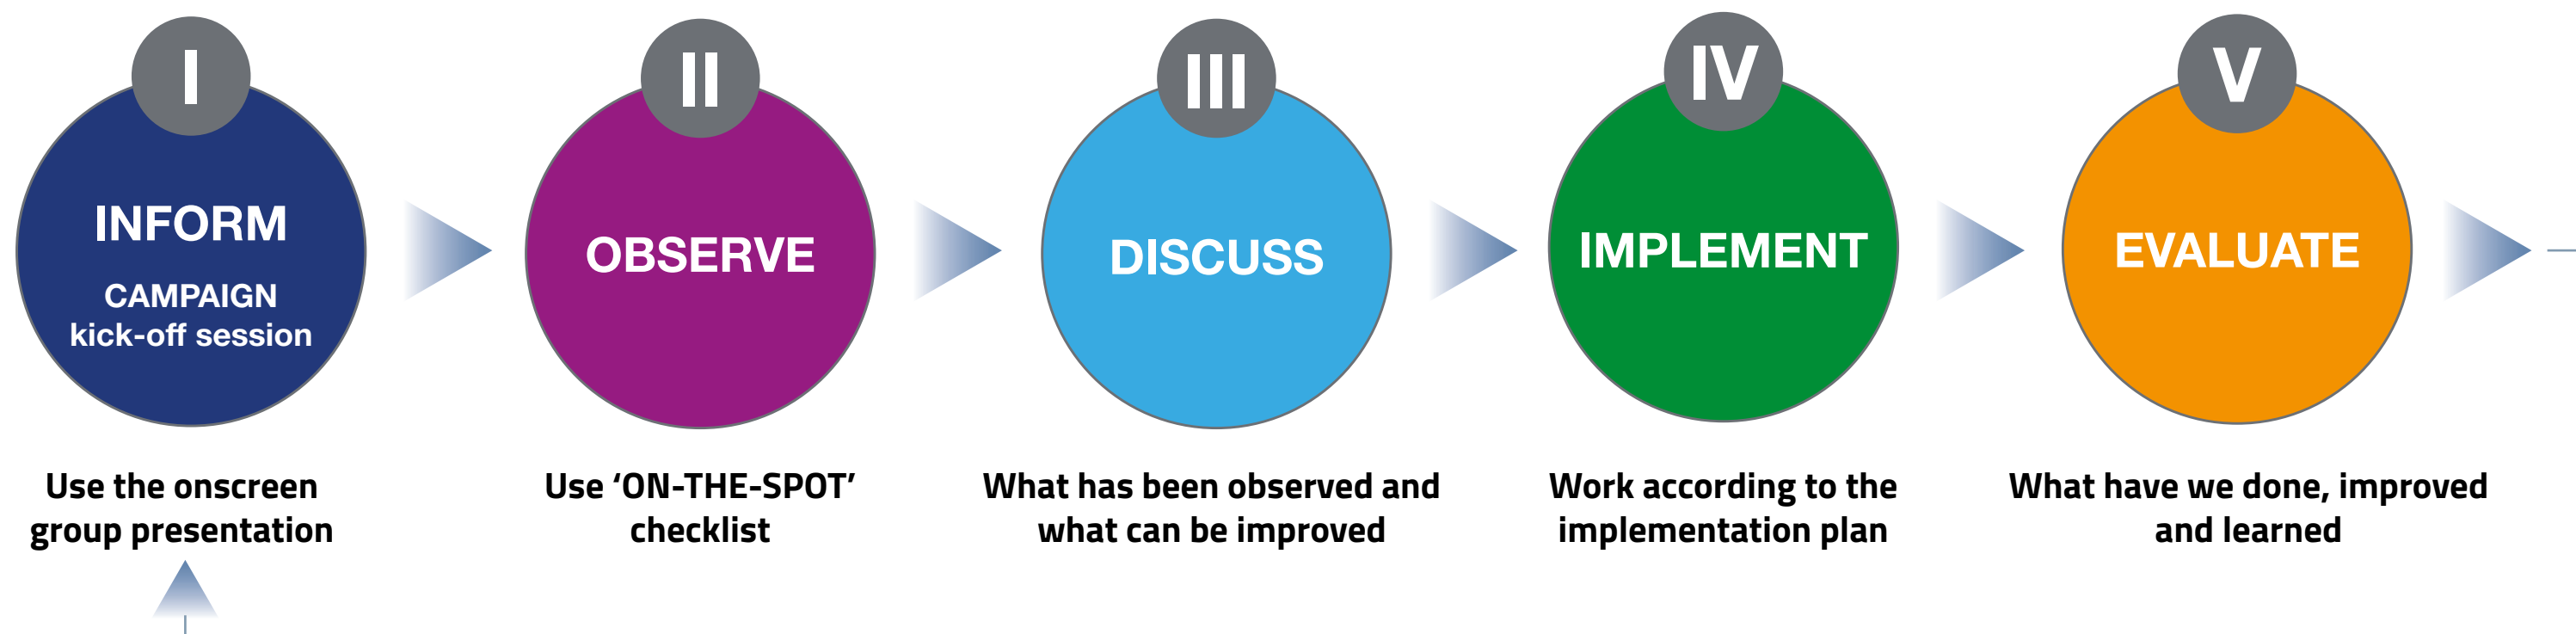 I
INFORM
CAMPAIGN
kick-off session
Use the onscreen
group presentation
II
OBSERVE
Use ‘ON-THE-SPOT’
checklist
III
DISCUSS
What has been observed and
what can be improved
IV
IMPLEMENT
Work according to the
implementation plan
V
EVALUATE
What have we done, improved
and learned